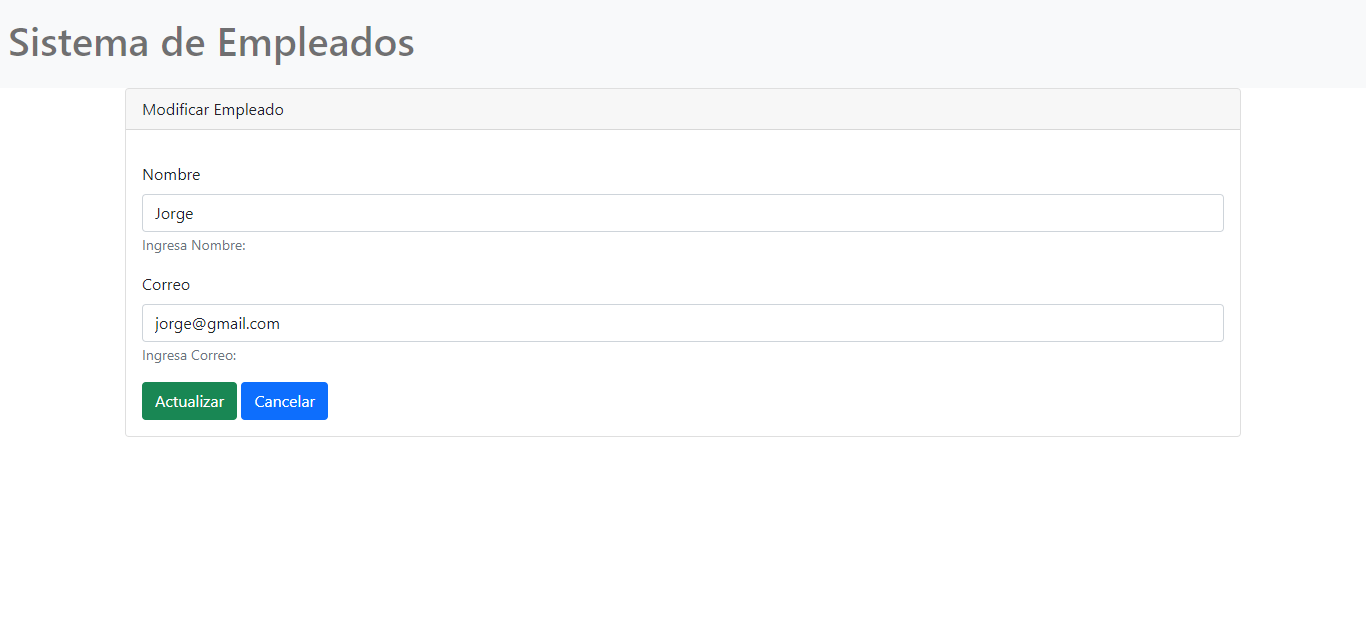 Sistema de Empleados
Modificar Empleado
Nombre
Jorge
Ingresa Nombre:
Correo
jorge@gmail.com
Ingresa Correo:
Actualizar Cancelar